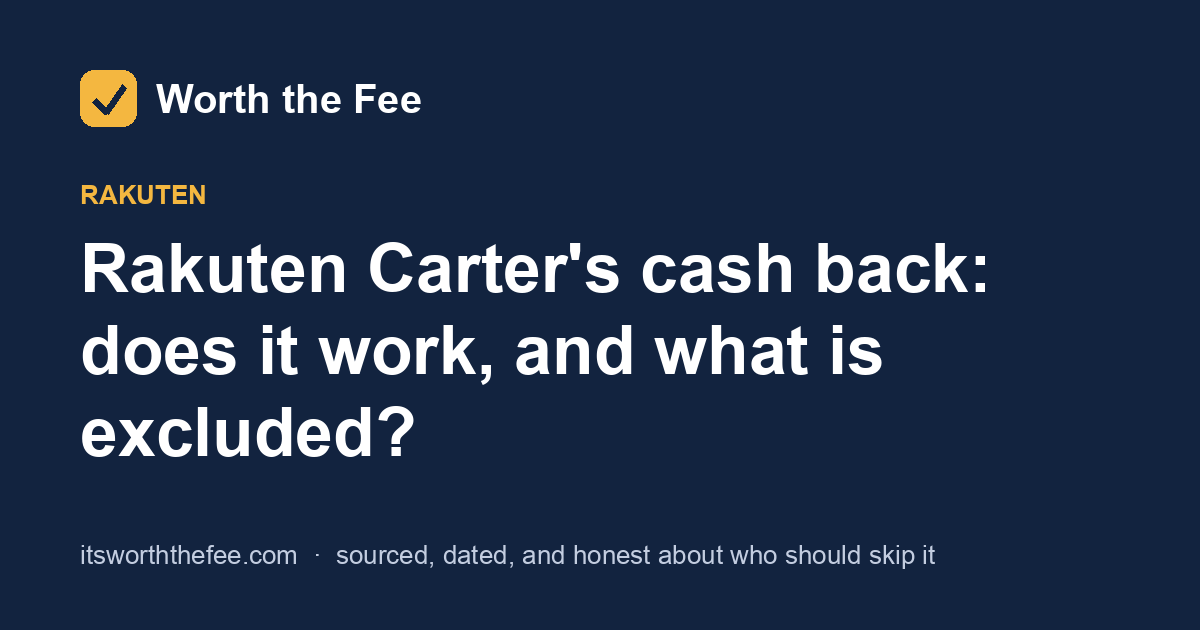 Worth the Fee
RAKUTEN
Rakuten Carter's cash back:
does it work, and what is
excluded?
itsworththefee.com · sourced, dated, and honest about who should skip it